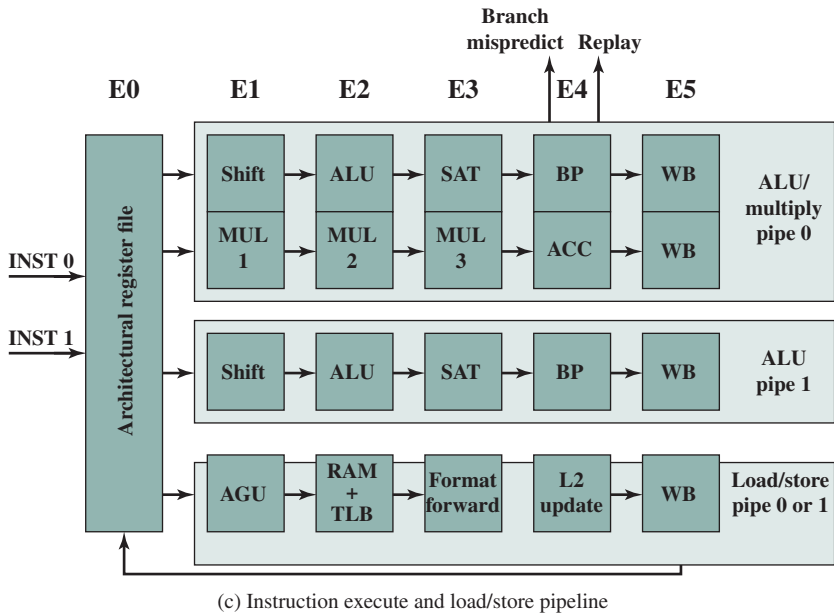 Branch
mispredict Replay
E0 E1 E2 E3 E4 E5
Shift ALU SAT BP WB
ALU/
multiply
pipe 0
MUL
1
MUL
2
MUL
3
ACC WB
INST 0
INST 1
Architectural register file
Shift ALU SAT BP WB
ALU
pipe 1
AGU
RAM
+
TLB
Format
forward
L2
update
WB
Load/store
pipe 0 or 1
(c) Instruction execute and load/store pipeline